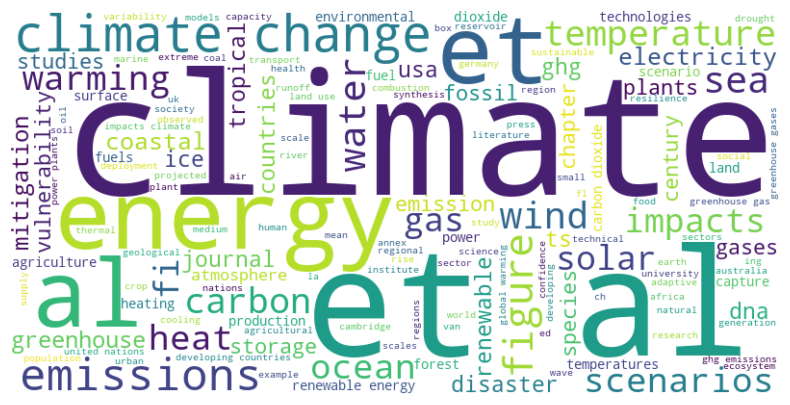 variability
models
capacity
environmental
dioxide
box
reservoir
technologies
drought
climate change
et
temperature
studies
marine
extreme
coal
tropical
transport
health
fuel
usa
germany
sustainable
ghg
electricity
scenario
warming
surface
uk
society
observed
runoff
land use
combustion
synthesis
fossil
region
plants
resilience
sea
climate
mitigation
vulnerability
oil
soil
power plants
coastal
impacts climate
fuels
ice
deployment
plant
projected
air
countries
scale
river
water
literature
press
small
chapter
carbon dioxide
century
social
land
greenhouse gases
energy
emission
gas
wind
food
greenhouse gas
impacts
thermal
medium
human
mean
study
fl
al
geological
annex
regional
power
science
sector
figure
ts
technical
sectors
solar
gases
agriculture
fi
journal
rise
institute
atmosphere
la
renewable
global warming
confidence
developing
species
earth
university
adaptive
ing
australia
capture
supply
crop
heating
nations
carbon
et
al
ch
africa
natural
dna
cooling
production
agricultural
world
van
cambridge
regions
scales
ed
research
generation
greenhouse
heat
storage
population
united nations
urban
developing countries
ocean
forest
wave
temperatures
ghg emissions
ecosystem
emissions
example
renewable energy
disaster
scenarios